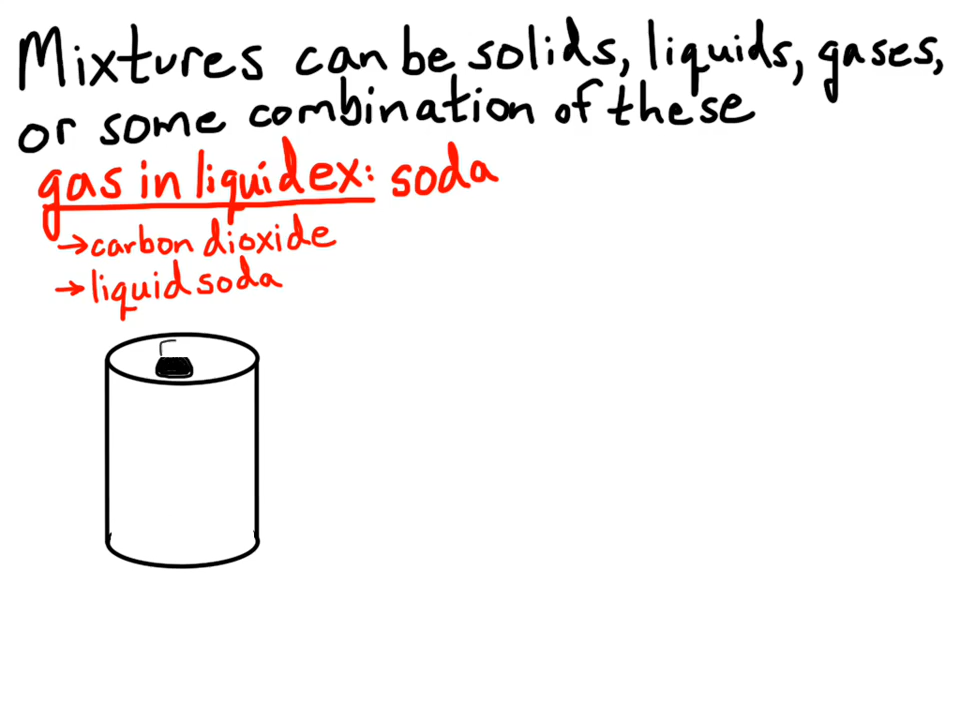 Mixtures can be solids, liquids, gases,
or some combination of these
gas in liquid ex: soda
→carbon dioxide
→liquid soda